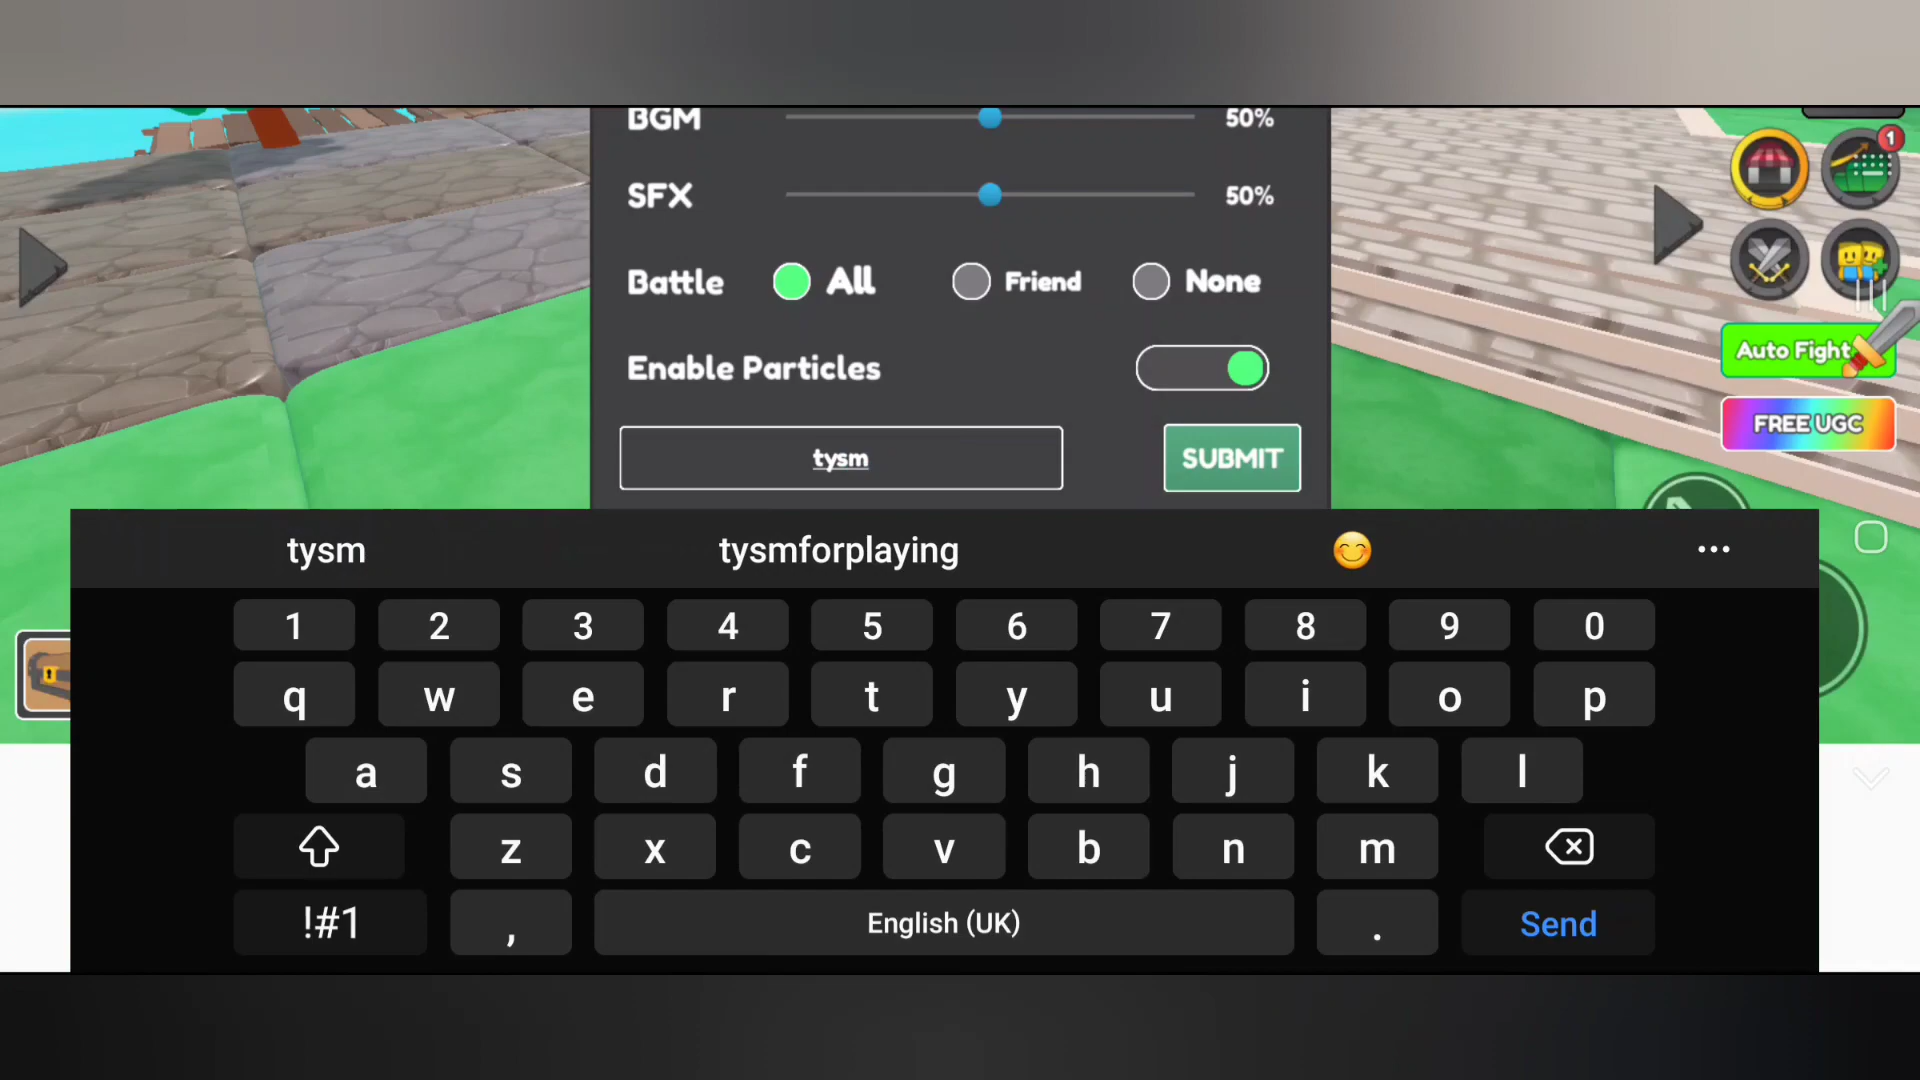 BGM 50%
SFX 50%
1
Battle All Friend None
Auto Fight
Enable Particles
FREE UGC
tysm SUBMIT
tysm tysmforplaying
1 2 3 4 5 6 7 8 9 0
q w e r t y u i o p
a s d f g h j k l
z x c v b n m
!#1 , English (UK) . Send